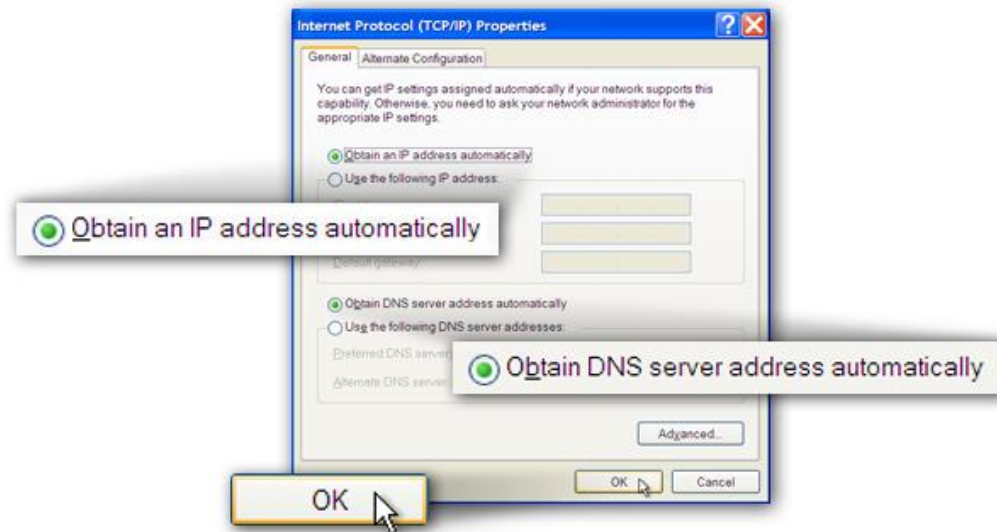 Internet Protocol (TCP/IP) Properties
General
Alternate Configuration
You can get IP settings assigned automatically if your network supports this
capability. Otherwise, you need to ask your network administrator for the
appropriate IP settings.
Obtain an IP address automatically
Use the following IP address:
Obtain an IP address automatically
Default gateway:
Obtain DNS server address automatically
Use the following DNS server addresses:
Preferred DNS server:
Obtain DNS server address automatically
Alternate DNS server:
Advanced...
OK
Cancel
OK